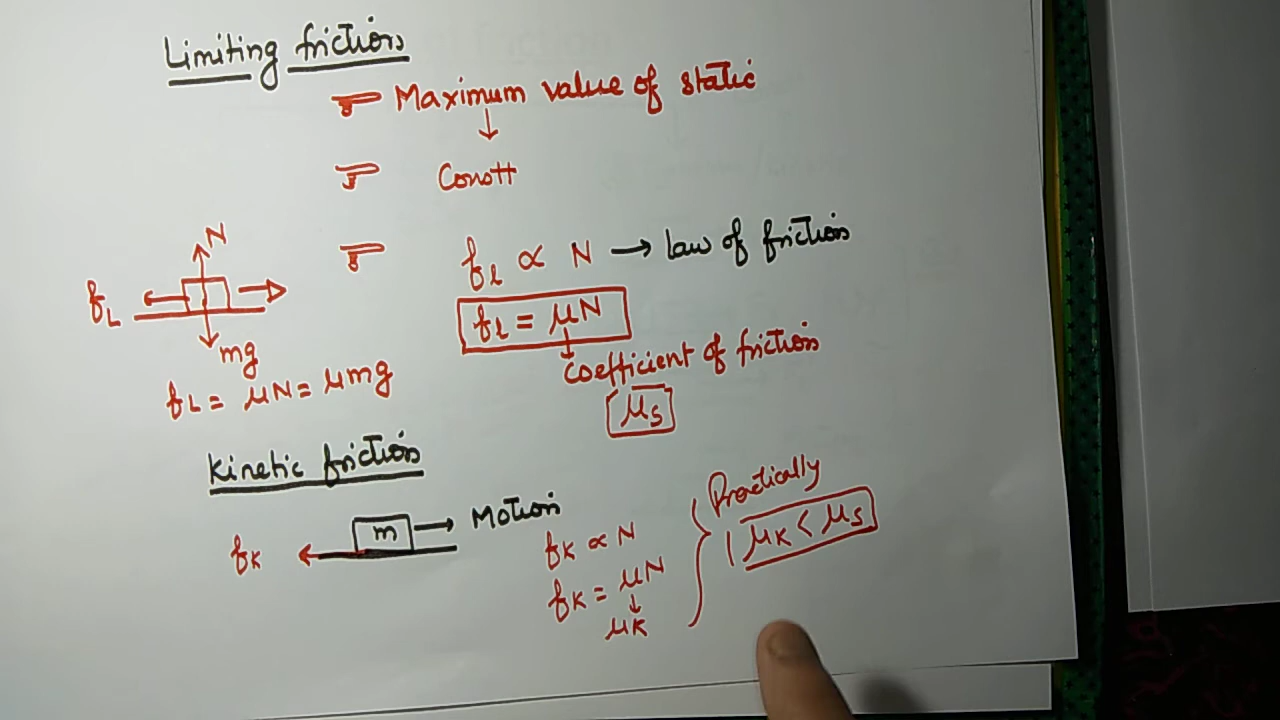 Limiting friction
Maximum value of static
↓
Constt
fₗ ∝ N → law of friction
fₗ = μN
↓
Coefficient of friction
μs
N
fL
mg
fL = μN = μmg
Kinetic friction
m → Motion
fK
fK ∝ N
fK = μN
↓
μK
Practically
μK < μs